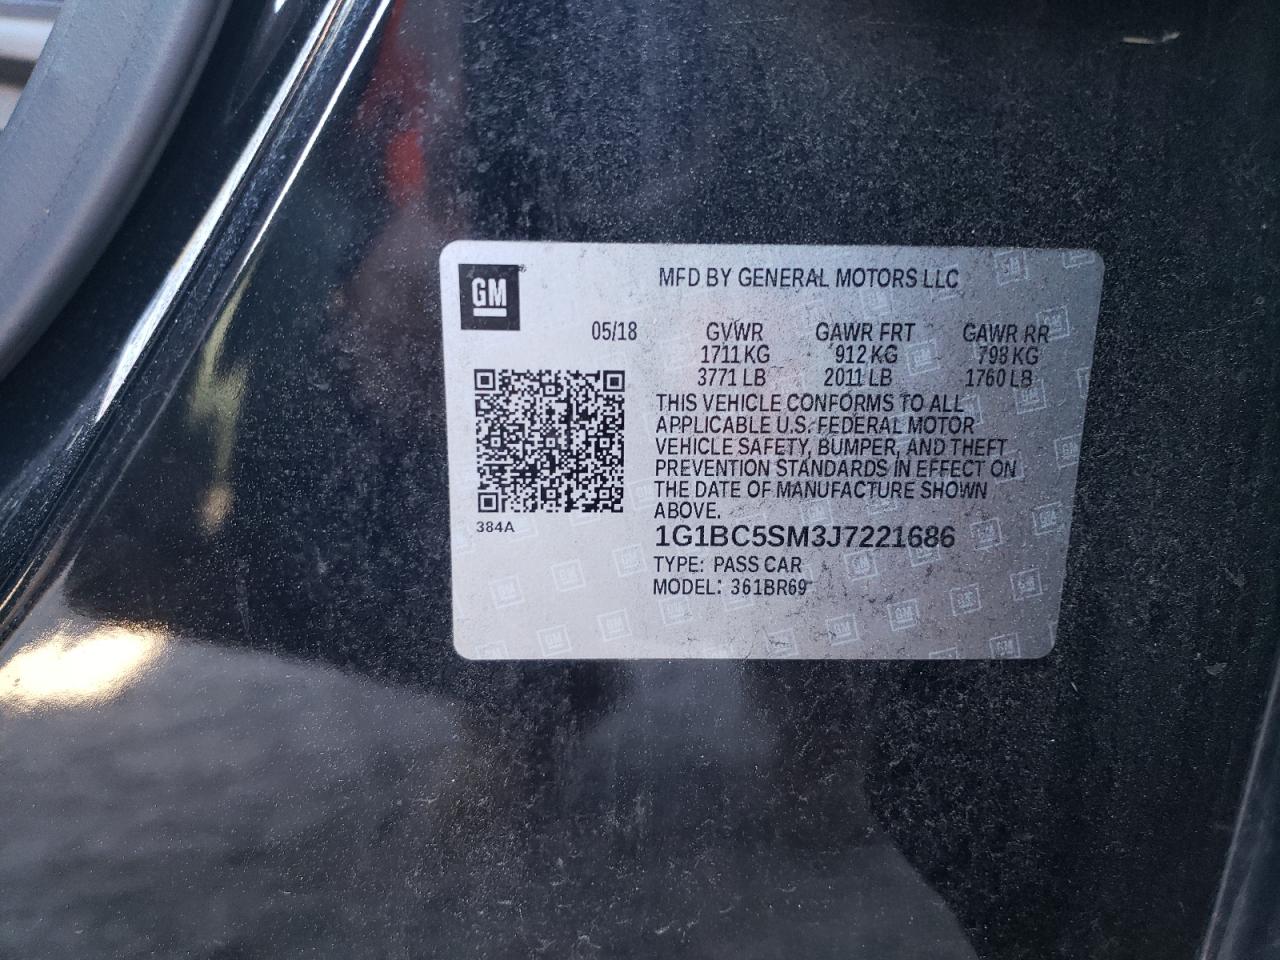 GM
MFD BY GENERAL MOTORS LLC
05/18 GVWR GAWR FRT GAWR RR
1711 KG 912 KG 798 KG
3771 LB 2011 LB 1760 LB
THIS VEHICLE CONFORMS TO ALL
APPLICABLE U.S. FEDERAL MOTOR
VEHICLE SAFETY, BUMPER, AND THEFT
PREVENTION STANDARDS IN EFFECT ON
THE DATE OF MANUFACTURE SHOWN
ABOVE.
384A
1G1BC5SM3J7221686
TYPE: PASS CAR
MODEL: 361BR69